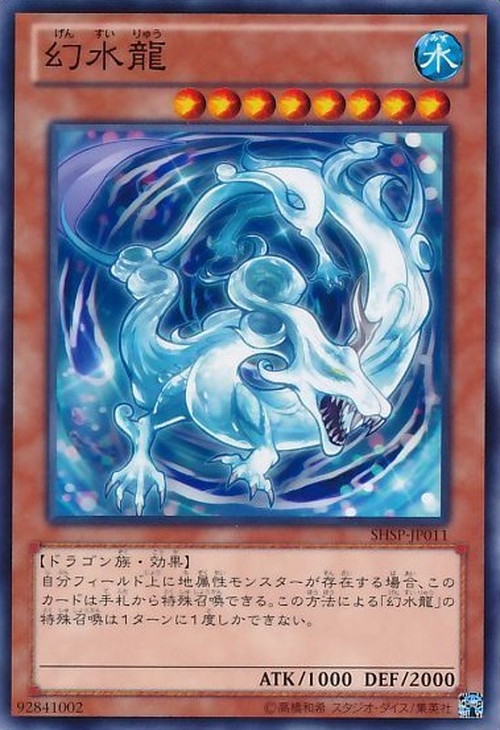 げん すい りゅう
幻水龍
水
SHSP-JP011
【ドラゴン族・効果】
自分フィールド上に地属性モンスターが存在する場合、この
カードは手札から特殊召喚できる。この方法による「幻水龍」の
特殊召喚は1ターンに1度しかできない。
ATK/1000 DEF/2000
92841002
©高橋和希 スタジオ・ダイス/集英社